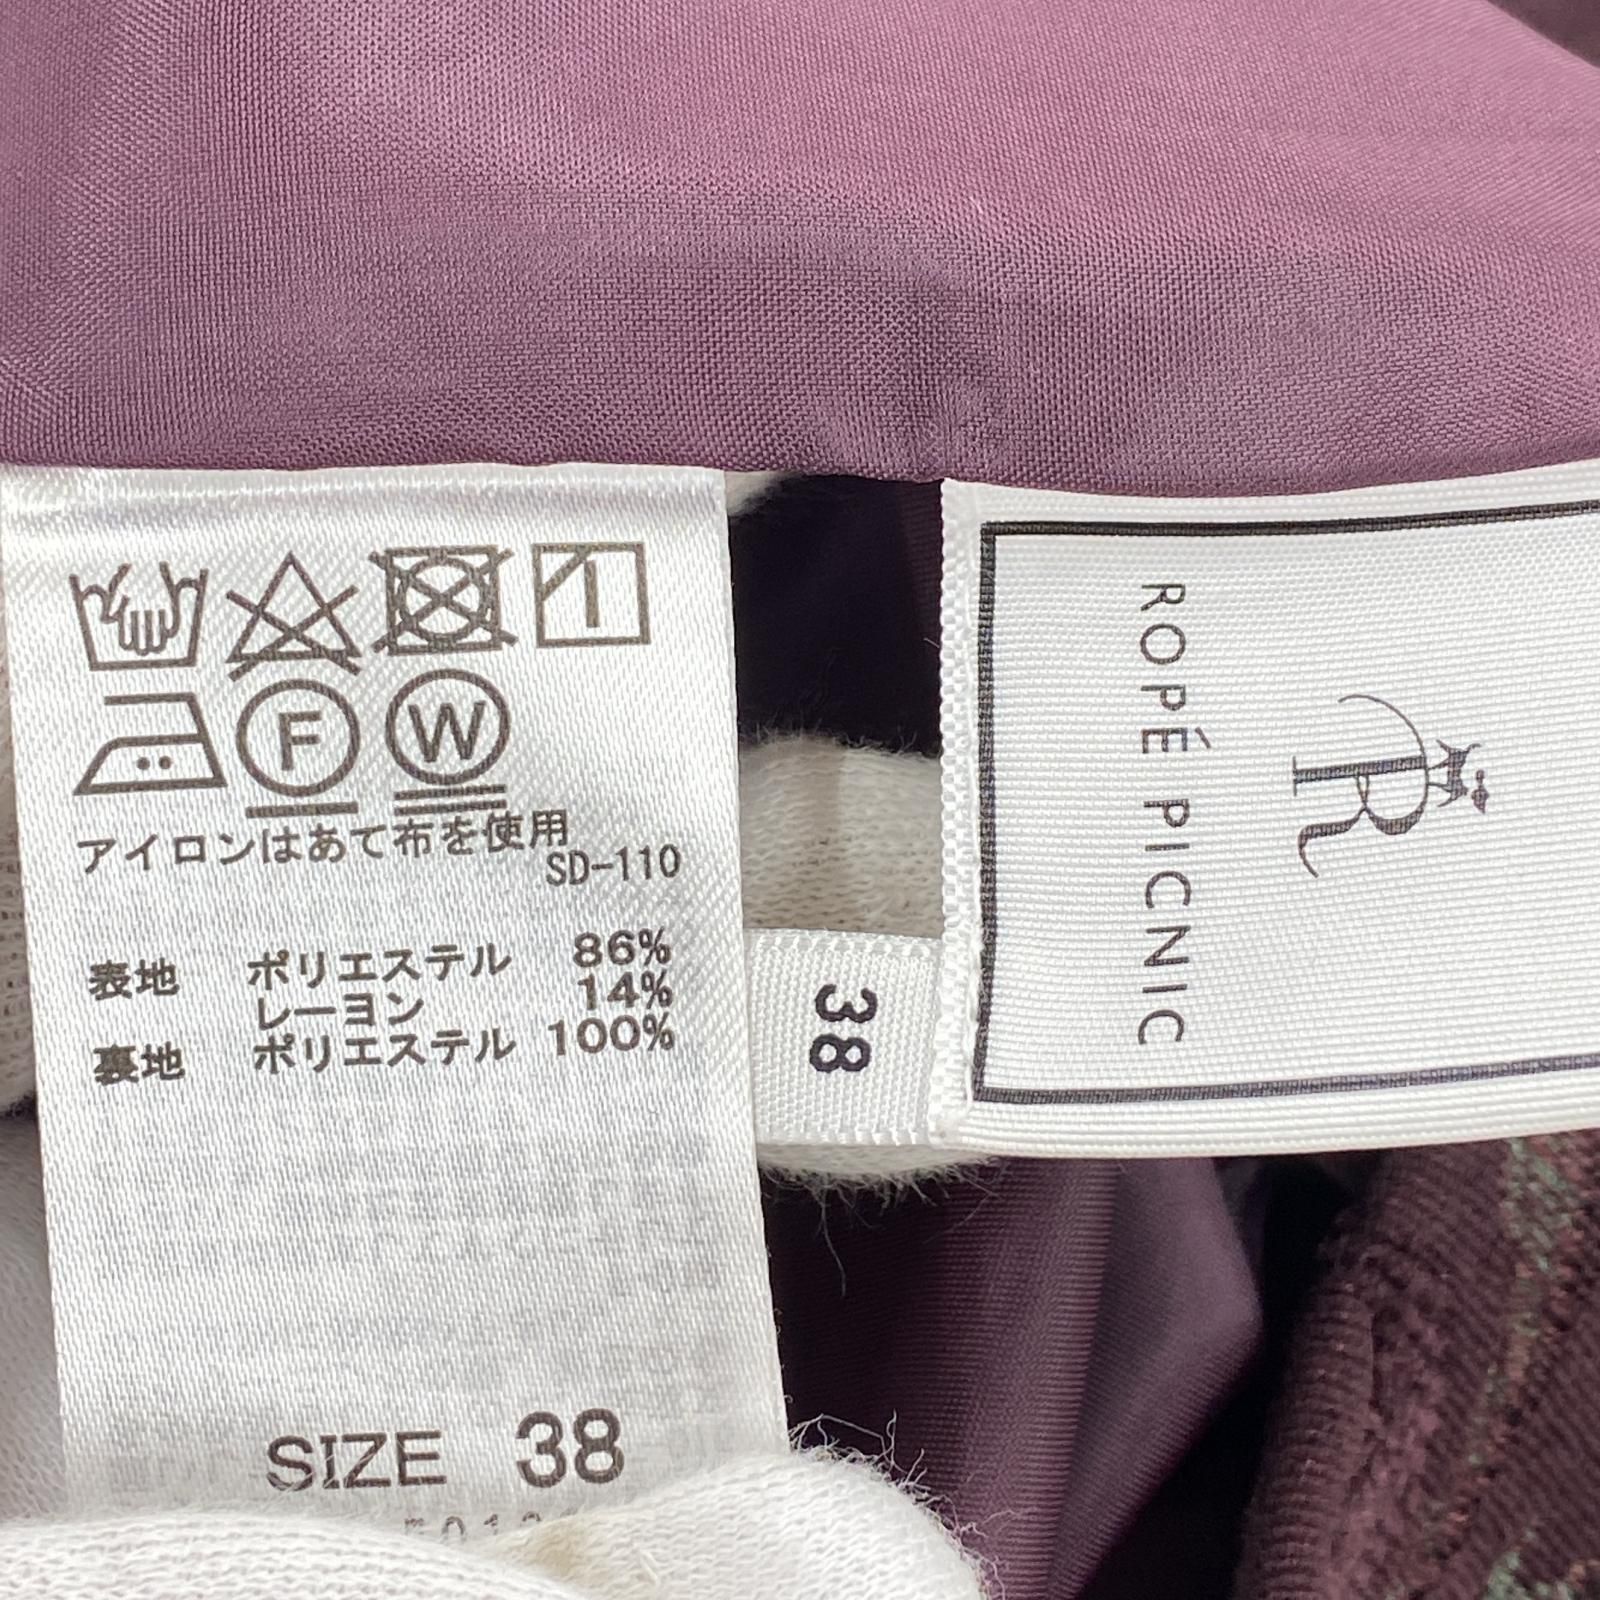 F W
アイロンはあて布を使用
SD-110
表地 ポリエステル 86%
レーヨン 14%
裏地 ポリエステル 100%
SIZE 38
38
R
ROPÉ PICNIC